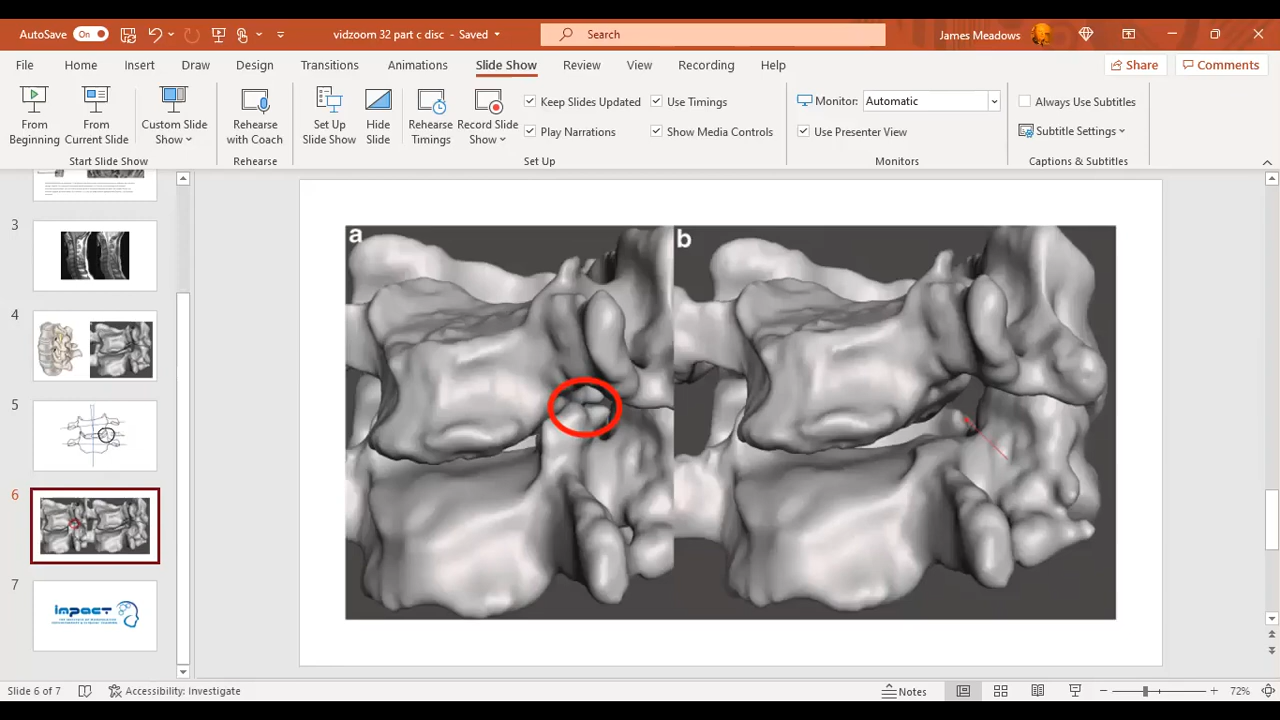 AutoSave On vidzoom 32 part c disc - Saved Search James Meadows
File Home Insert Draw Design Transitions Animations Slide Show Review View Recording Help Share Comments
From Beginning
From Current Slide
Custom Slide Show
Start Slide Show
Rehearse with Coach
Rehearse
Set Up Slide Show
Hide Slide
Rehearse Timings
Record Slide Show
Keep Slides Updated
Play Narrations
Use Timings
Show Media Controls
Set Up
Monitor: Automatic
Use Presenter View
Monitors
Always Use Subtitles
Subtitle Settings
Captions & Subtitles
3
4
5
6
7
impact
a
b
Slide 6 of 7 Accessibility: Investigate Notes 72%